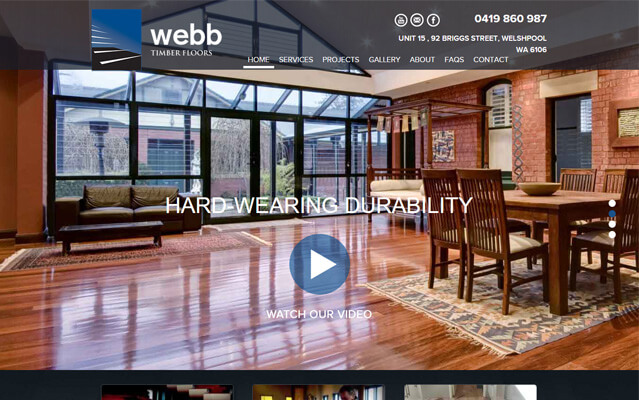 webb
TIMBER FLOORS
0419 860 987
UNIT 15 , 92 BRIGGS STREET, WELSHPOOL
WA 6106
HOME SERVICES PROJECTS GALLERY ABOUT FAQS CONTACT
HARD-WEARING DURABILITY
WATCH OUR VIDEO